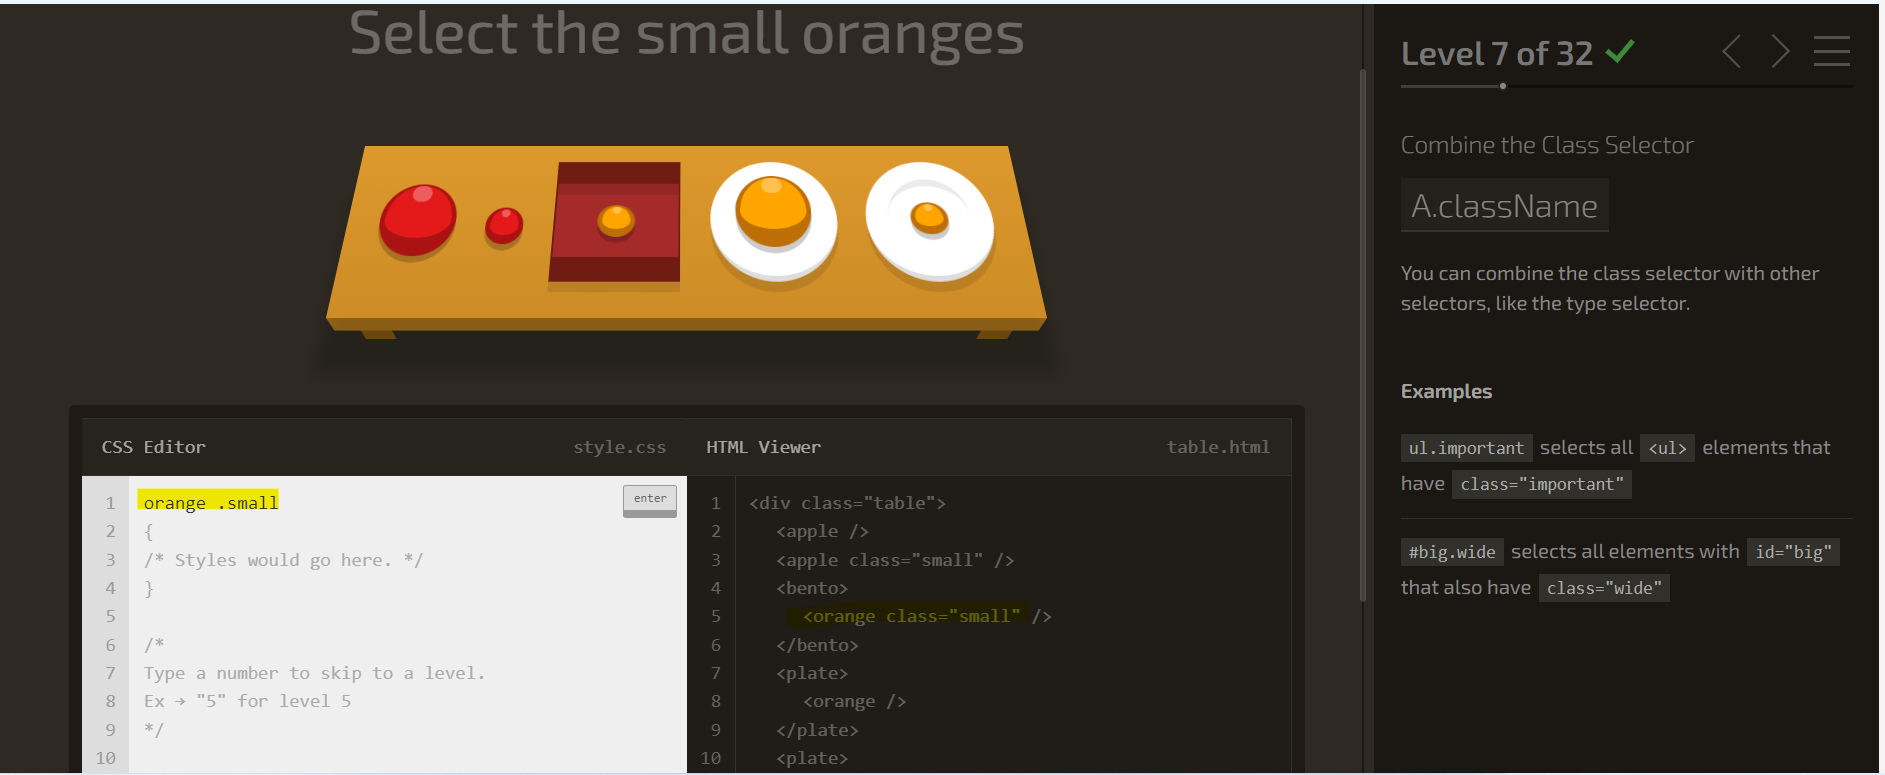 Select the small oranges
CSS Editor style.css
1 orange .small enter
2 {
3 /* Styles would go here. */
4 }
5
6 /*
7 Type a number to skip to a level.
8 Ex → "5" for level 5
9 */
10
HTML Viewer table.html
1 <div class="table">
2 <apple />
3 <apple class="small" />
4 <bento>
5 <orange class="small" />
6 </bento>
7 <plate>
8 <orange />
9 </plate>
10 <plate>
Level 7 of 32
Combine the Class Selector
A.className
You can combine the class selector with other
selectors, like the type selector.
Examples
ul.important selects all <ul> elements that
have class="important"
#big.wide selects all elements with id="big"
that also have class="wide"